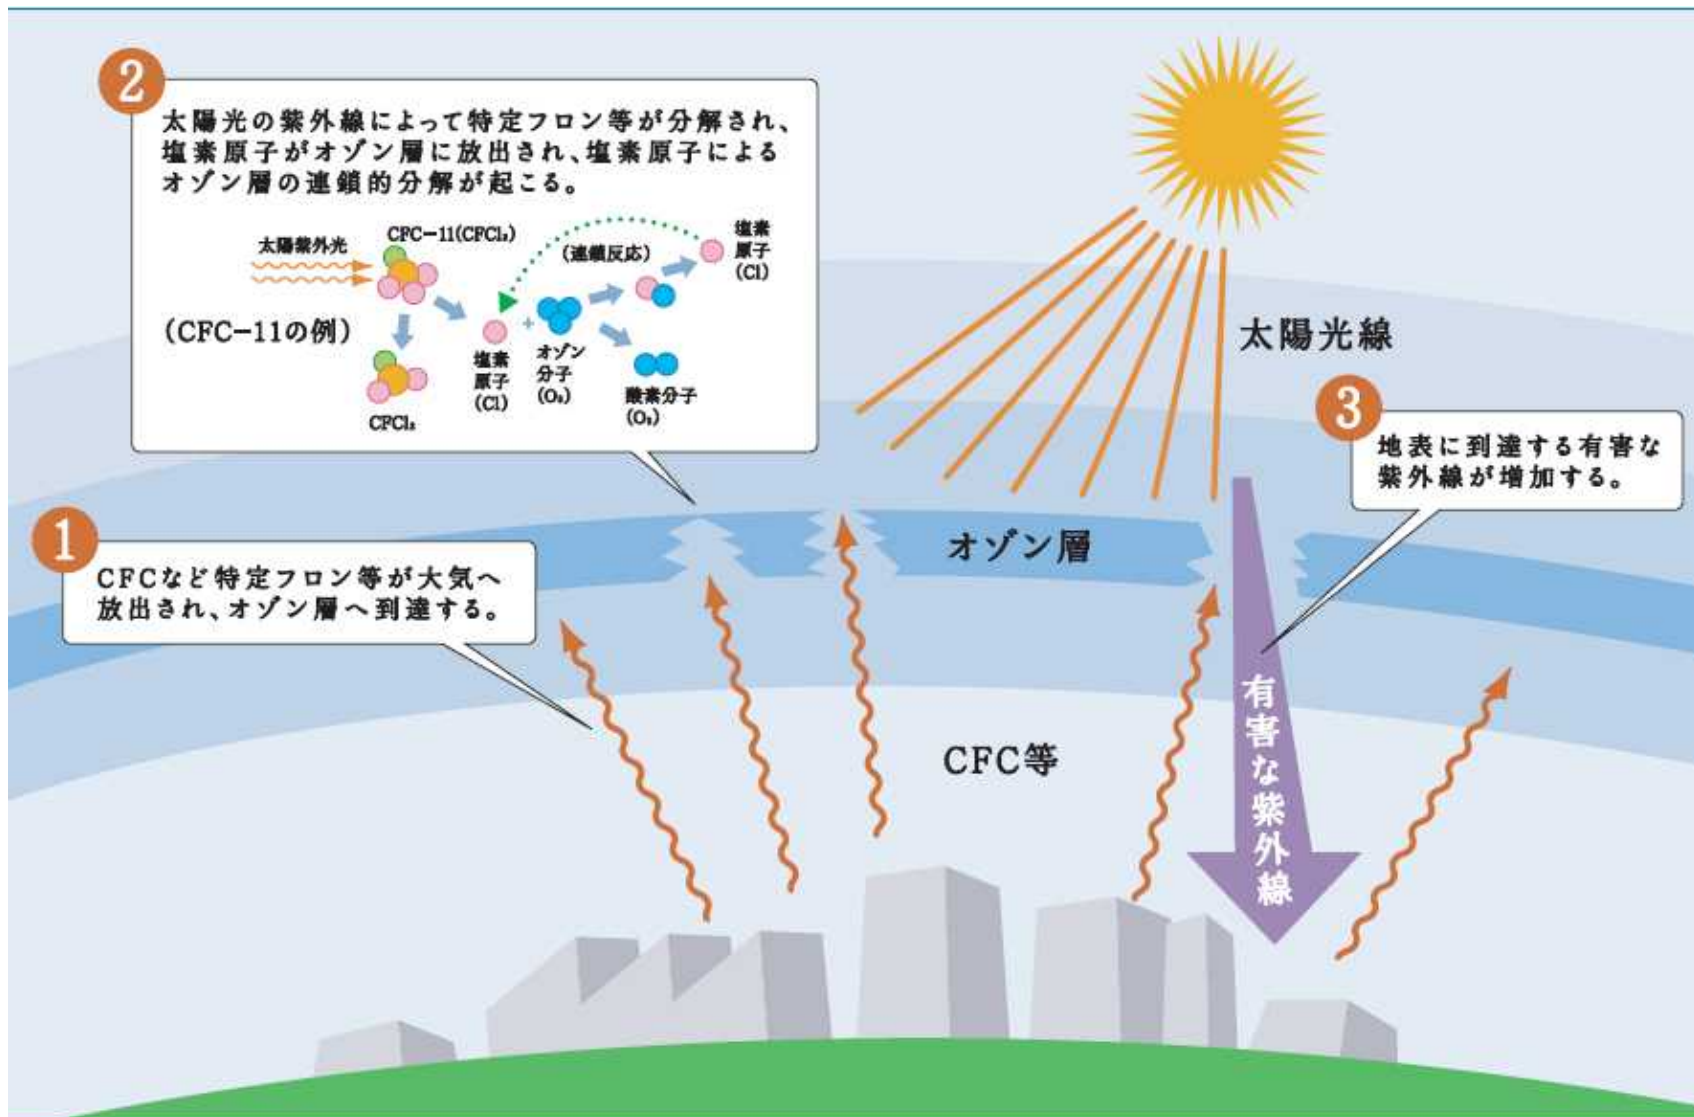 2
太陽光の紫外線によって特定フロン等が分解され、
塩素原子がオゾン層に放出され、塩素原子による
オゾン層の連鎖的分解が起こる。
太陽紫外光
CFC-11(CFCl₃)
(連鎖反応)
塩素
原子
(Cl)
(CFC-11の例)
+
塩素
原子
(Cl)
オゾン
分子
(O₃)
酸素分子
(O₂)
CFCl₂
太陽光線
3
地表に到達する有害な
紫外線が増加する。
1
CFCなど特定フロン等が大気へ
放出され、オゾン層へ到達する。
オゾン層
CFC等
有害な紫外線